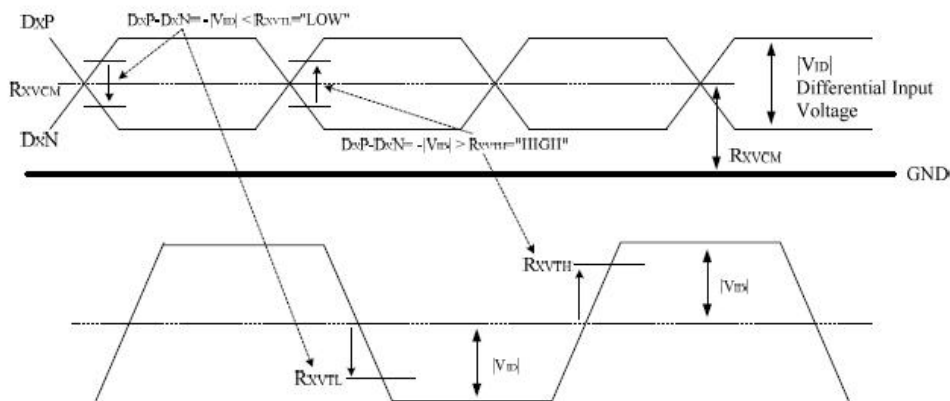 DXP
DXP-DXN= -|VID| < RXVTL="LOW"
RXVCM
|VID|
Differential Input
Voltage
DXN
DXP-DXN= -|VID| > RXVTH="HIGH"
RXVCM
GND
RXVTH
|VID|
RXVTL
|VID|